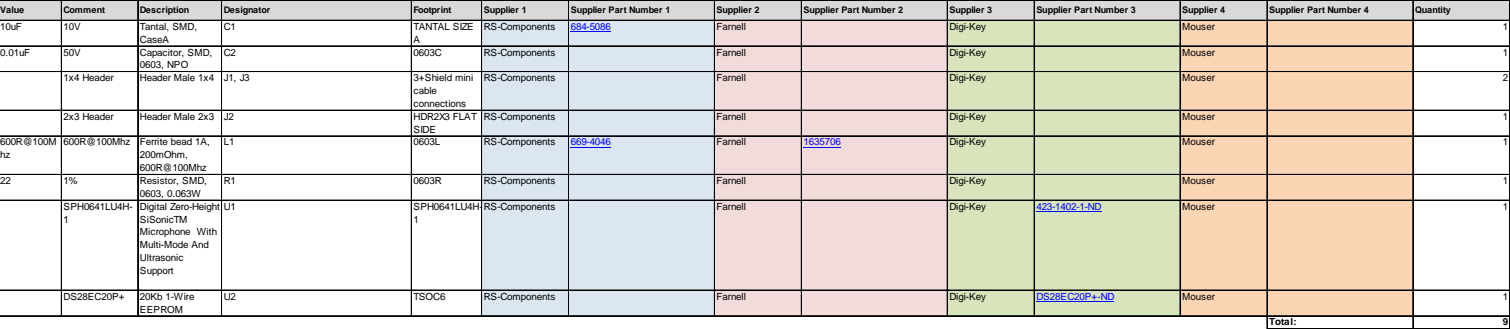 Value Comment Description Designator Footprint Supplier 1 Supplier Part Number 1 Supplier 2 Supplier Part Number 2 Supplier 3 Supplier Part Number 3 Supplier 4 Supplier Part Number 4 Quantity
10uF 10V Tantal, SMD, C1 TANTAL SIZE RS-Components 684-5086 Farnell Digi-Key Mouser 1
CaseA A
0.01uF 50V Capacitor, SMD, C2 0603C RS-Components Farnell Digi-Key Mouser 1
0603, NPO
1x4 Header Header Male 1x4 J1, J3 3+Shield mini RS-Components Farnell Digi-Key Mouser 2
cable
connections
2x3 Header Header Male 2x3 J2 HDR2X3 FLAT RS-Components Farnell Digi-Key Mouser 1
SIDE
600R@100M 600R@100Mhz Ferrite bead 1A, L1 0603L RS-Components 669-4046 Farnell 1635706 Digi-Key Mouser 1
hz 200mOhm,
600R@100Mhz
22 1% Resistor, SMD, R1 0603R RS-Components Farnell Digi-Key Mouser 1
0603, 0.063W
SPH0641LU4H- Digital Zero-Height U1 SPH0641LU4H- RS-Components Farnell Digi-Key 423-1402-1-ND Mouser 1
1 SiSonicTM 1
Microphone With
Multi-Mode And
Ultrasonic
Support
DS28EC20P+ 20Kb 1-Wire U2 TSOC6 RS-Components Farnell Digi-Key DS28EC20P+-ND Mouser 1
EEPROM
Total: 9